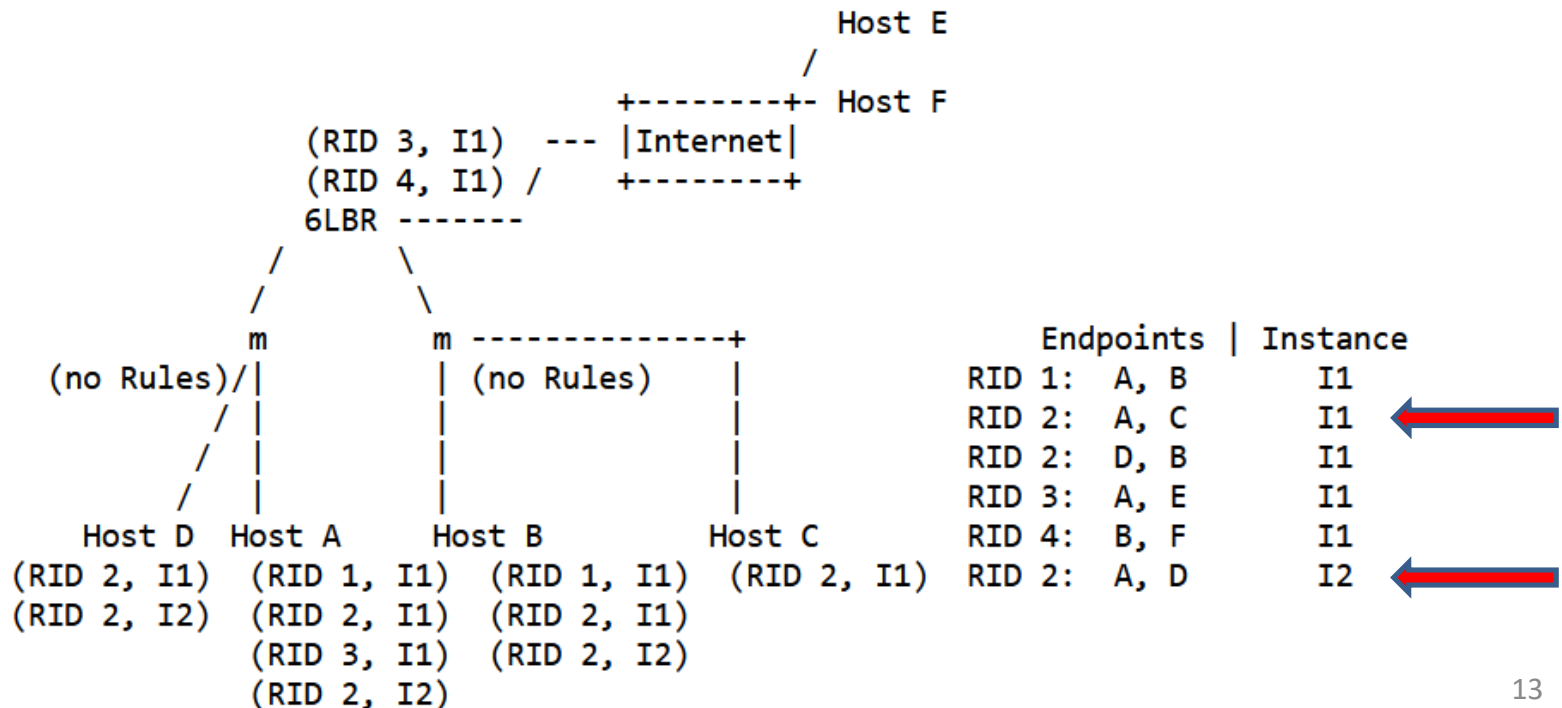 Host E
                                                /
                                     +--------+- Host F
                  (RID 3, I1)  ---   |Internet|
                  (RID 4, I1) /      +--------+
                  6LBR -------
                /       \
               /         \
               m          m --------------+                  Endpoints | Instance
   (no Rules)/|           | (no Rules)    |            RID 1:  A, B       I1
            / |           |               |            RID 2:  A, C       I1
           /  |           |               |            RID 2:  D, B       I1
          /   |           |               |            RID 3:  A, E       I1
    Host D  Host A     Host B          Host C          RID 4:  B, F       I1
(RID 2, I1)  (RID 1, I1)  (RID 1, I1)  (RID 2, I1)  RID 2:  A, D       I2
(RID 2, I2)  (RID 2, I1)  (RID 2, I1)
             (RID 3, I1)  (RID 2, I2)
             (RID 2, I2)
13